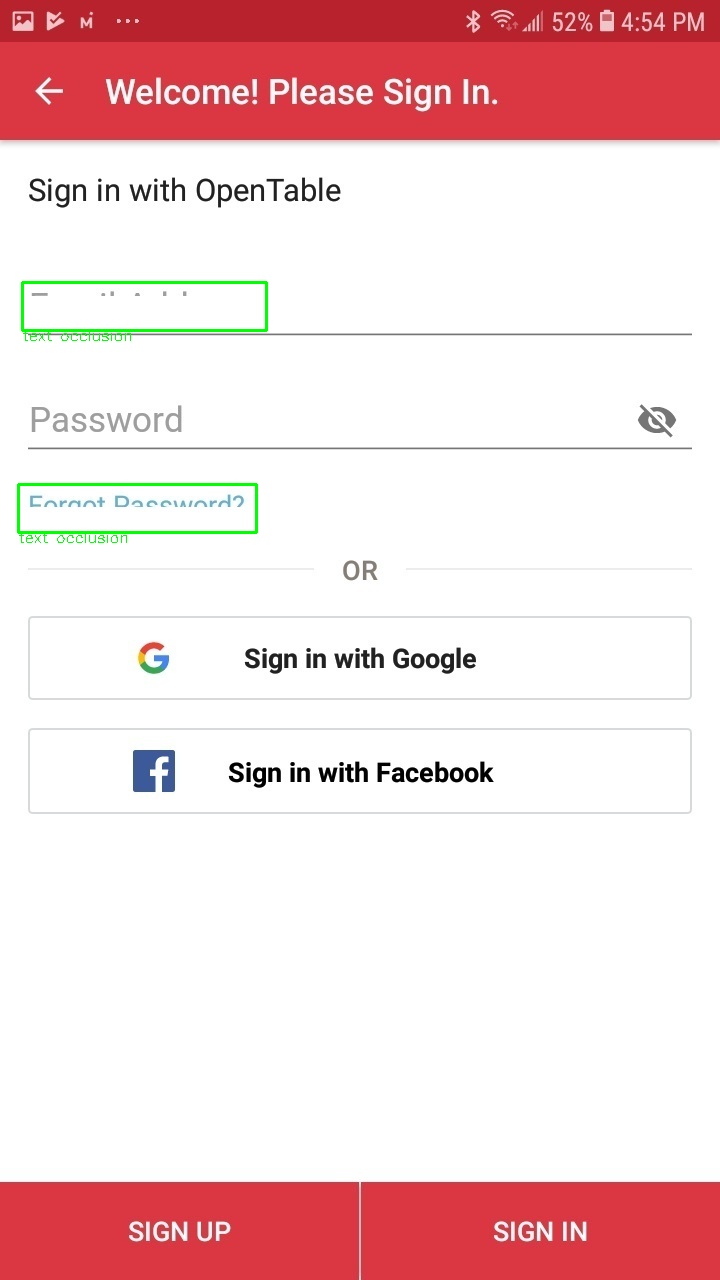 52% 4:54 PM
Welcome! Please Sign In.
Sign in with OpenTable
text occlusion
Password
Forgot Password?
text occlusion
OR
Sign in with Google
Sign in with Facebook
SIGN UP
SIGN IN